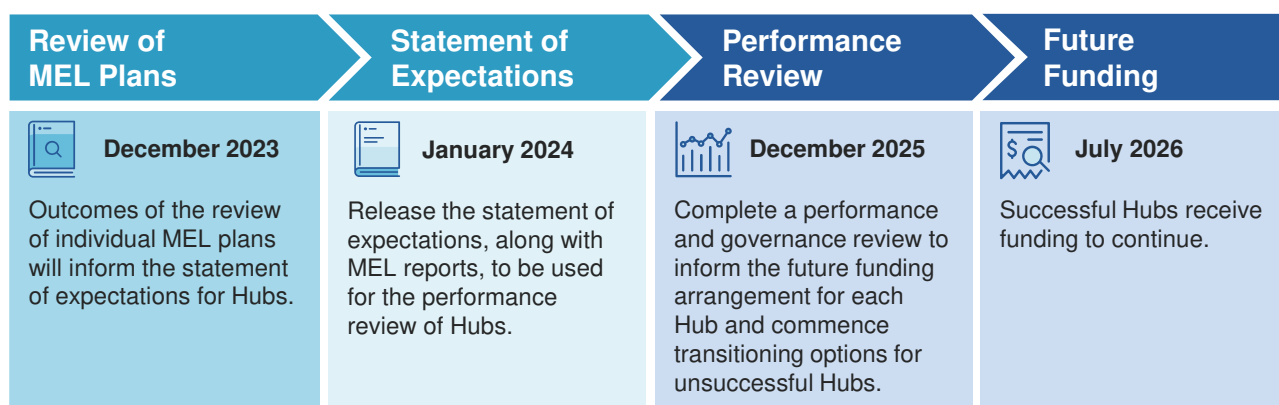 Review of
MEL Plans
Statement of
Expectations
Performance
Review
Future
Funding
December 2023
Outcomes of the review
of individual MEL plans
will inform the statement
of expectations for Hubs.
January 2024
Release the statement of
expectations, along with
MEL reports, to be used
for the performance
review of Hubs.
December 2025
Complete a performance
and governance review to
inform the future funding
arrangement for each
Hub and commence
transitioning options for
unsuccessful Hubs.
$
July 2026
Successful Hubs receive
funding to continue.